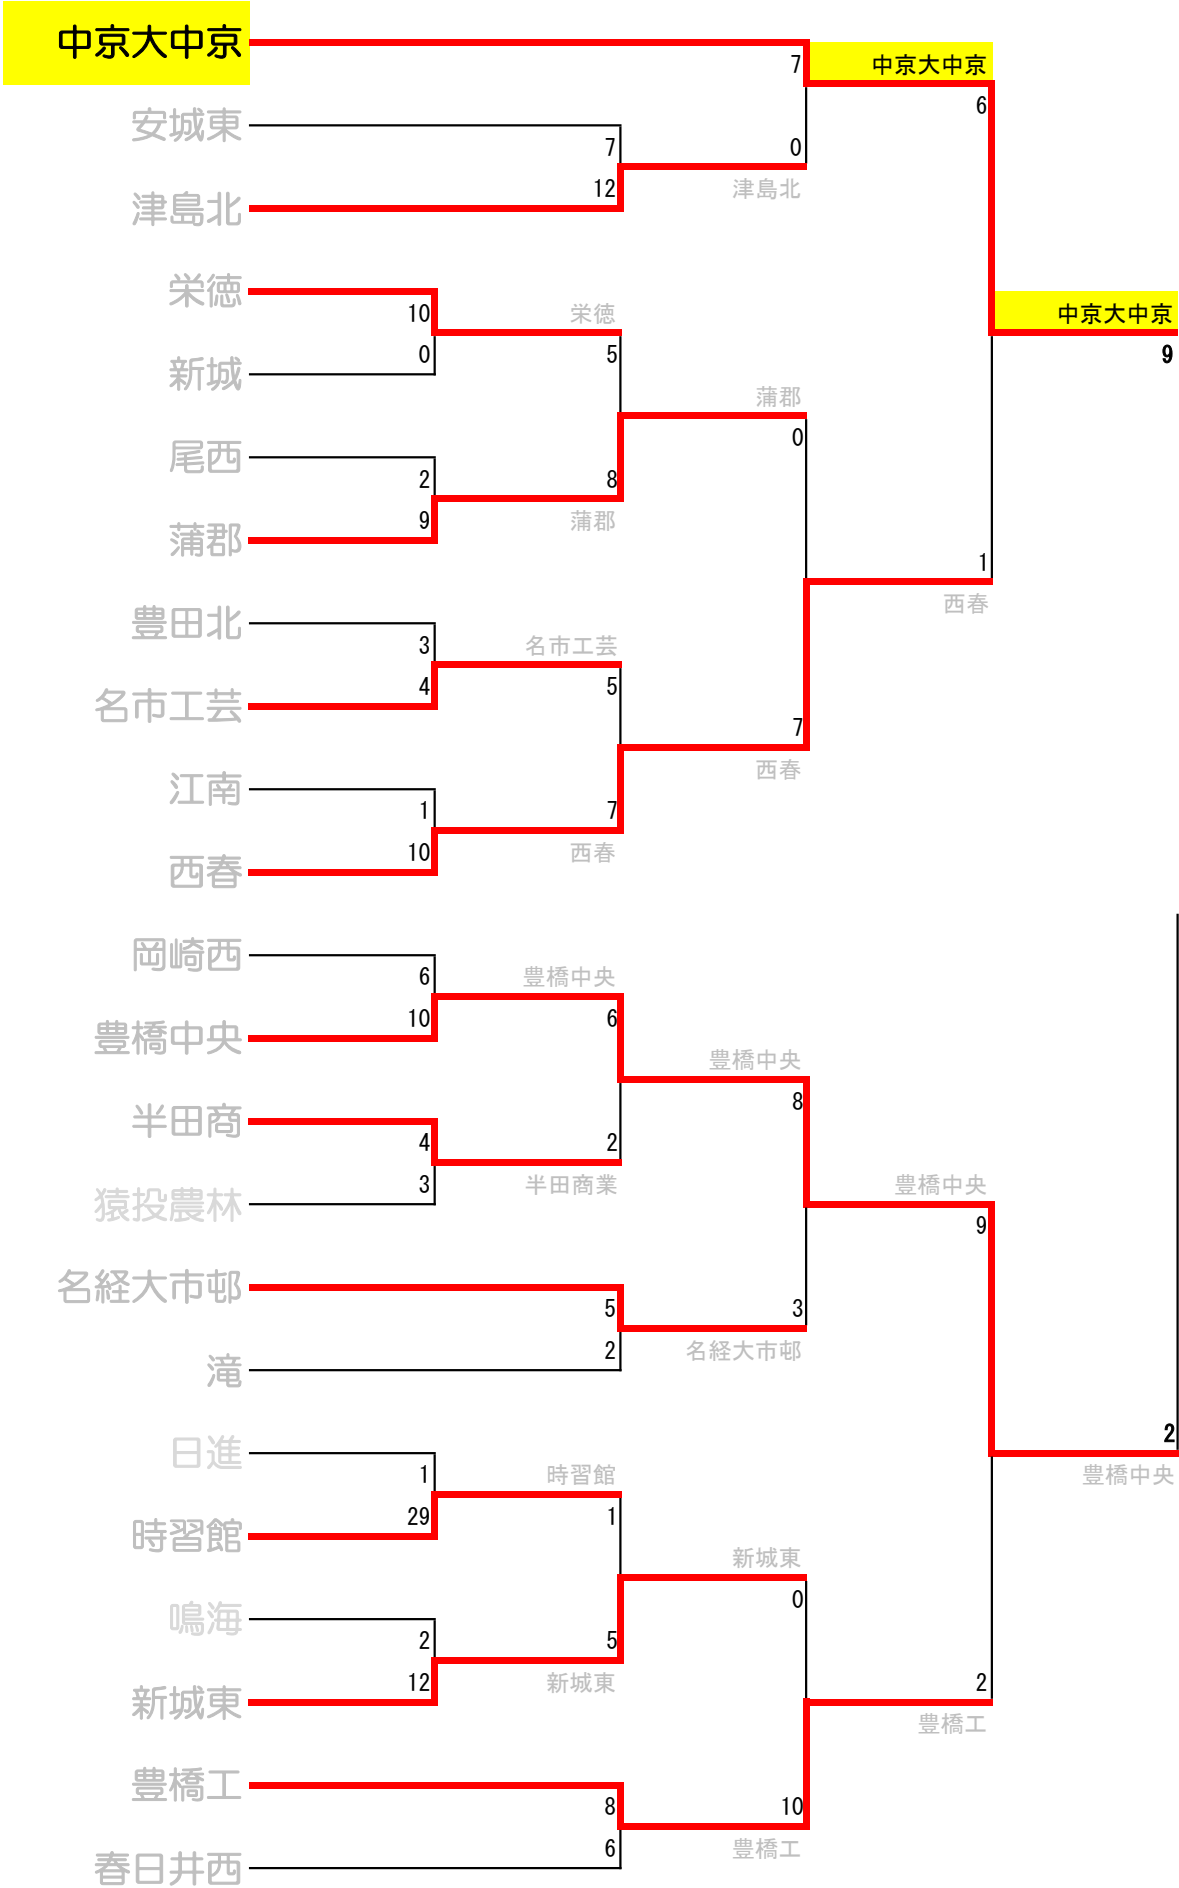 中京大中京
7
中京大中京
6
安城東
7
0
12
津島北
津島北
栄徳
10
栄徳
中京大中京
0
5
9
新城
蒲郡
0
尾西
2
8
9
蒲郡
蒲郡
1
西春
豊田北
3
名市工芸
4
5
名市工芸
7
西春
江南
1
7
10
西春
西春
岡崎西
6
豊橋中央
10
6
豊橋中央
豊橋中央
8
半田商
4
2
3
半田商業
豊橋中央
猿投農林
9
名経大市邨
5
3
2
名経大市邨
滝
2
日進
1
時習館
豊橋中央
29
1
時習館
新城東
0
鳴海
2
5
12
新城東
2
新城東
豊橋工
豊橋工
8
10
6
豊橋工
春日井西